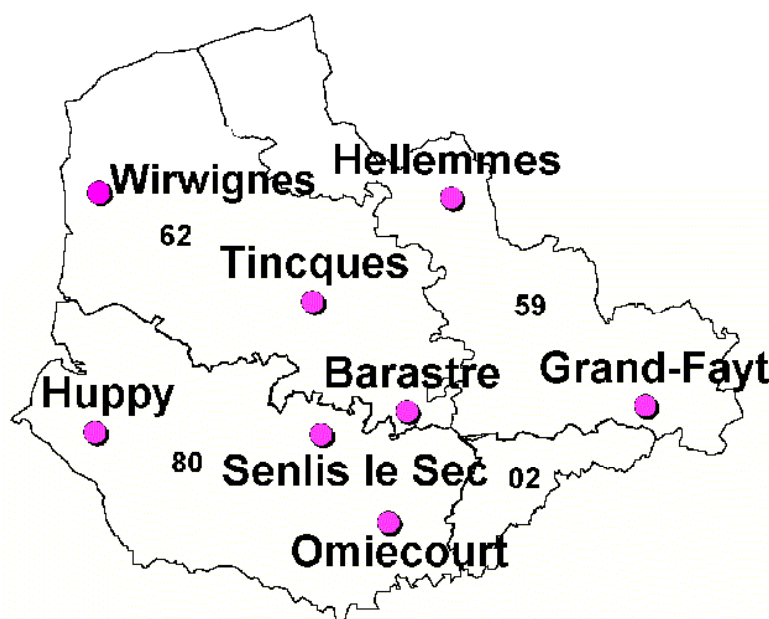 Hellemmes
Wirwignes
62
Tincques
59
Barastre
Grand-Fayt
Huppy
80
Senlis le Sec
02
Omiecourt